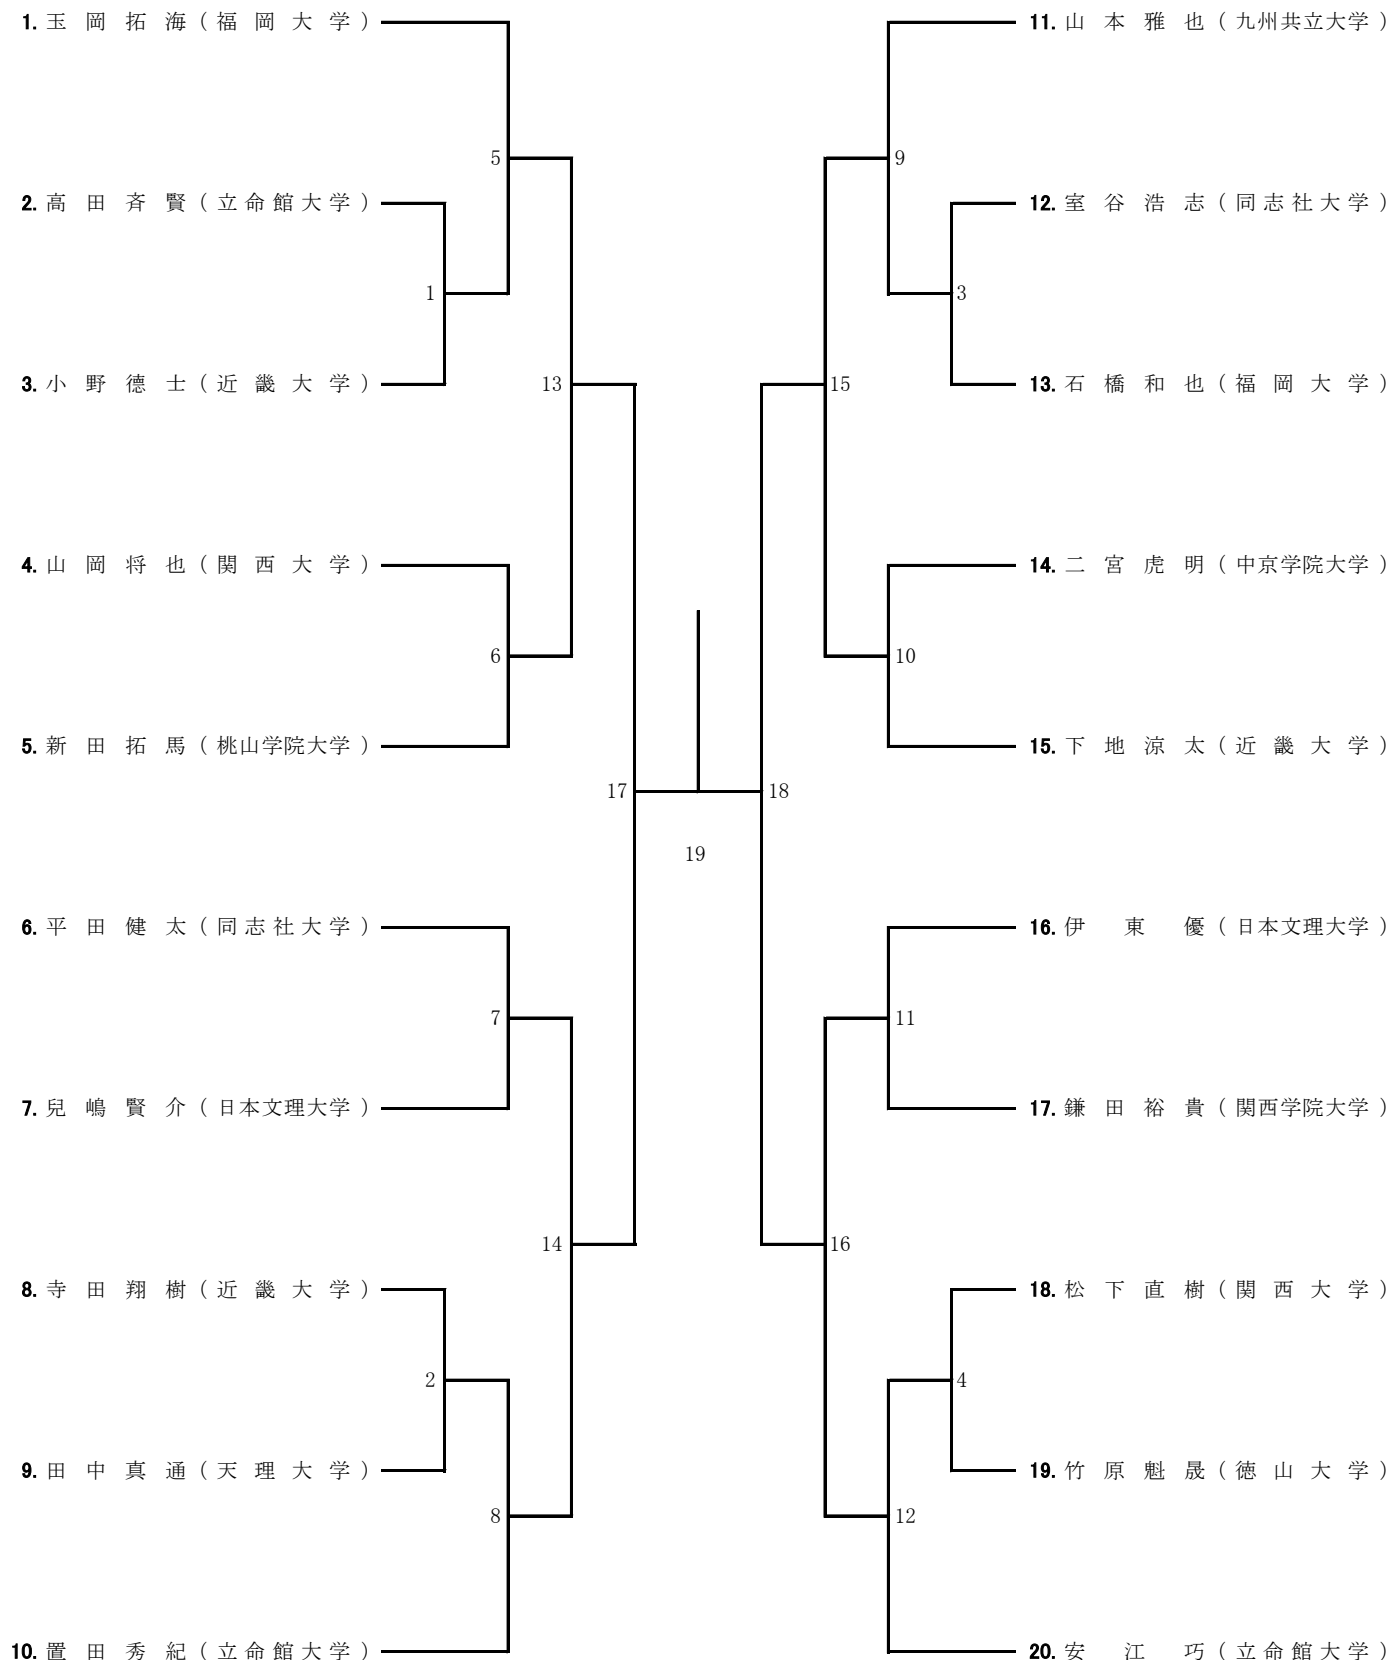 1. 玉岡拓海(福岡大学)
5
2. 高田斉賢(立命館大学)
1
3. 小野德士(近畿大学)
13
4. 山岡将也(関西大学)
6
5. 新田拓馬(桃山学院大学)
17
6. 平田健太(同志社大学)
7
7. 兒嶋賢介(日本文理大学)
14
8. 寺田翔樹(近畿大学)
2
9. 田中真通(天理大学)
8
10. 置田秀紀(立命館大学)
19
11. 山本雅也(九州共立大学)
9
12. 室谷浩志(同志社大学)
3
13. 石橋和也(福岡大学)
15
14. 二宮虎明(中京学院大学)
10
15. 下地涼太(近畿大学)
18
16. 伊東優(日本文理大学)
11
17. 鎌田裕貴(関西学院大学)
16
18. 松下直樹(関西大学)
4
19. 竹原魁晟(徳山大学)
12
20. 安江巧(立命館大学)